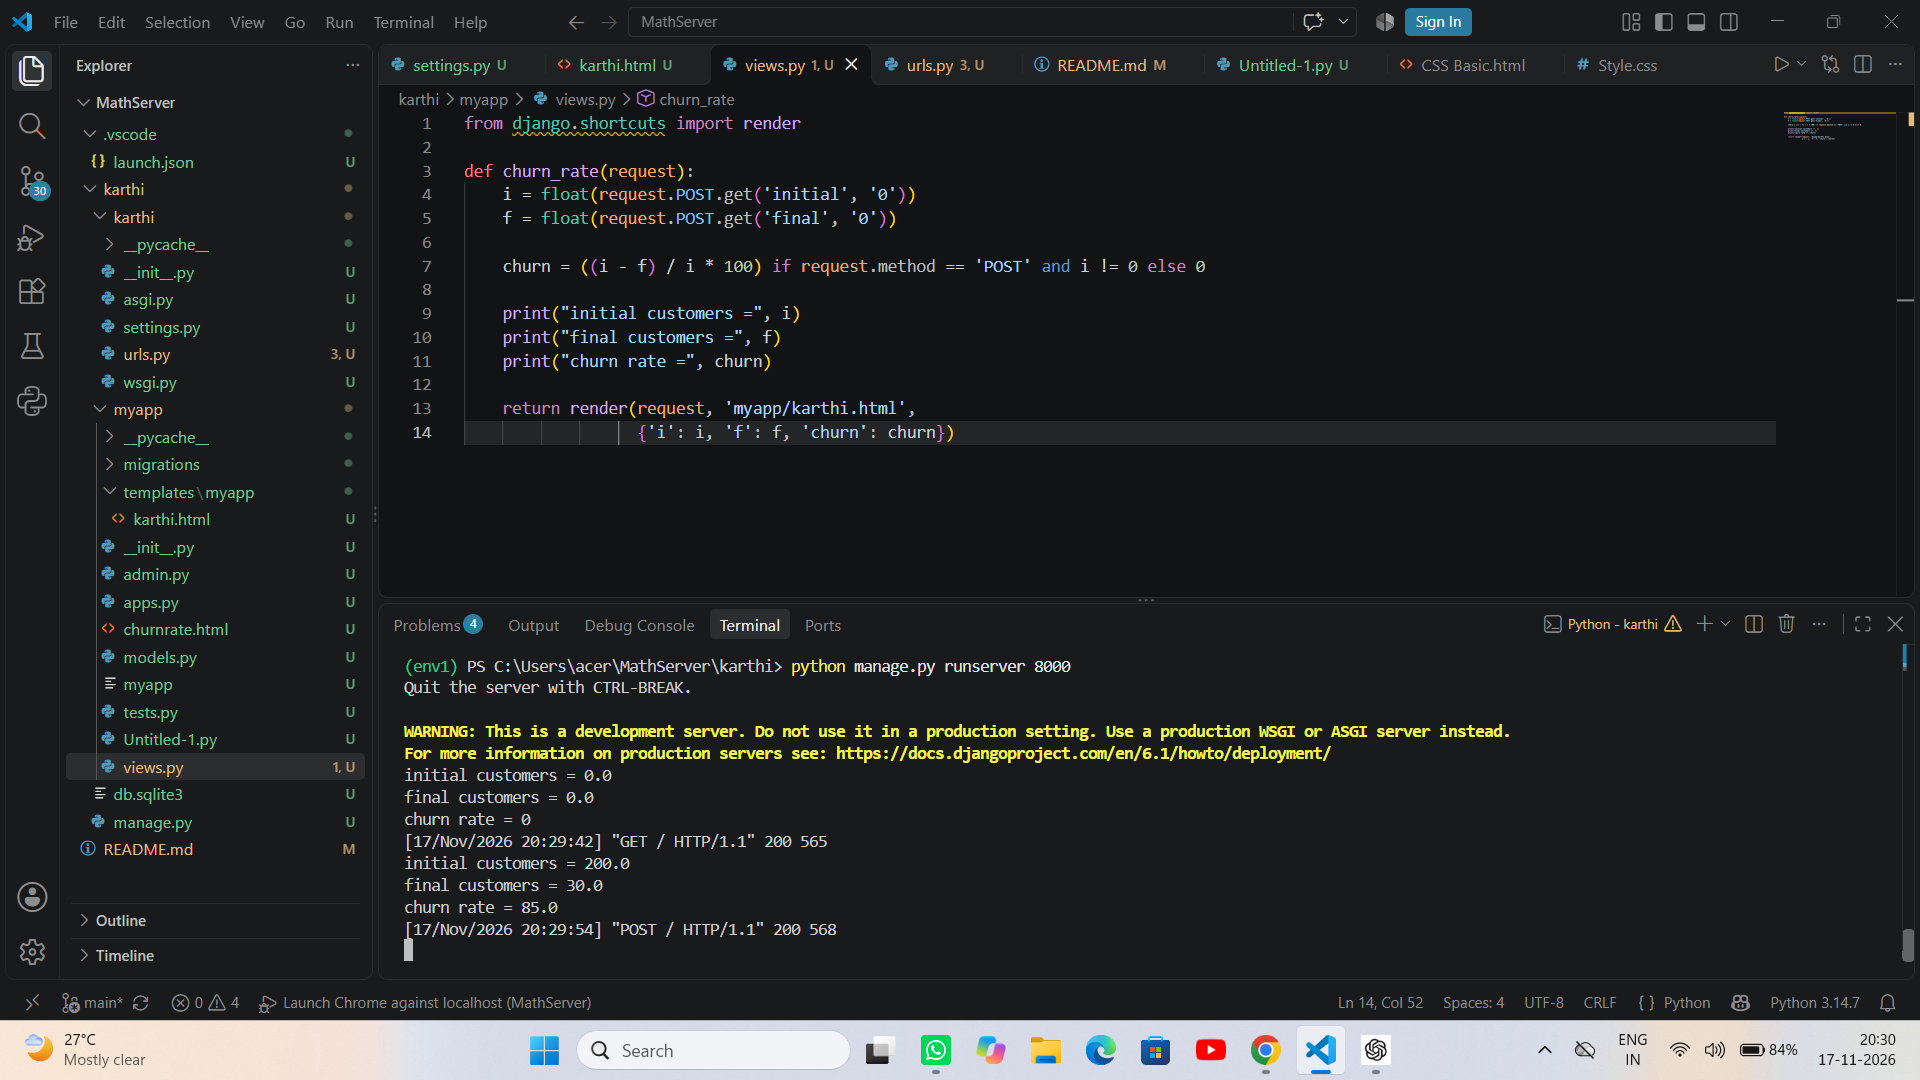 File Edit Selection View Go Run Terminal Help
MathServer
Sign In
Explorer
MathServer
.vscode
launch.json U
karthi
karthi
__pycache__
__init__.py U
asgi.py U
settings.py U
urls.py 3, U
wsgi.py U
myapp
__pycache__
migrations
templates\myapp
karthi.html U
__init__.py U
admin.py U
apps.py U
churnrate.html U
models.py U
myapp U
tests.py U
Untitled-1.py U
views.py 1, U
db.sqlite3 U
manage.py U
README.md M
Outline
Timeline
30
settings.py U karthi.html U views.py 1, U urls.py 3, U README.md M Untitled-1.py U CSS Basic.html Style.css
karthi > myapp > views.py > churn_rate
1 from django.shortcuts import render
2
3 def churn_rate(request):
4 i = float(request.POST.get('initial', '0'))
5 f = float(request.POST.get('final', '0'))
6
7 churn = ((i - f) / i * 100) if request.method == 'POST' and i != 0 else 0
8
9 print("initial customers =", i)
10 print("final customers =", f)
11 print("churn rate =", churn)
12
13 return render(request, 'myapp/karthi.html',
14 {'i': i, 'f': f, 'churn': churn})
Problems 4 Output Debug Console Terminal Ports
Python - karthi
(env1) PS C:\Users\acer\MathServer\karthi> python manage.py runserver 8000
Quit the server with CTRL-BREAK.
WARNING: This is a development server. Do not use it in a production setting. Use a production WSGI or ASGI server instead.
For more information on production servers see: https://docs.djangoproject.com/en/6.1/howto/deployment/
initial customers = 0.0
final customers = 0.0
churn rate = 0
[17/Nov/2026 20:29:42] "GET / HTTP/1.1" 200 565
initial customers = 200.0
final customers = 30.0
churn rate = 85.0
[17/Nov/2026 20:29:54] "POST / HTTP/1.1" 200 568
main* 0 4 Launch Chrome against localhost (MathServer)
Ln 14, Col 52 Spaces: 4 UTF-8 CRLF { } Python Python 3.14.7
27°C
Mostly clear
Search
ENG
IN
84%
20:30
17-11-2026